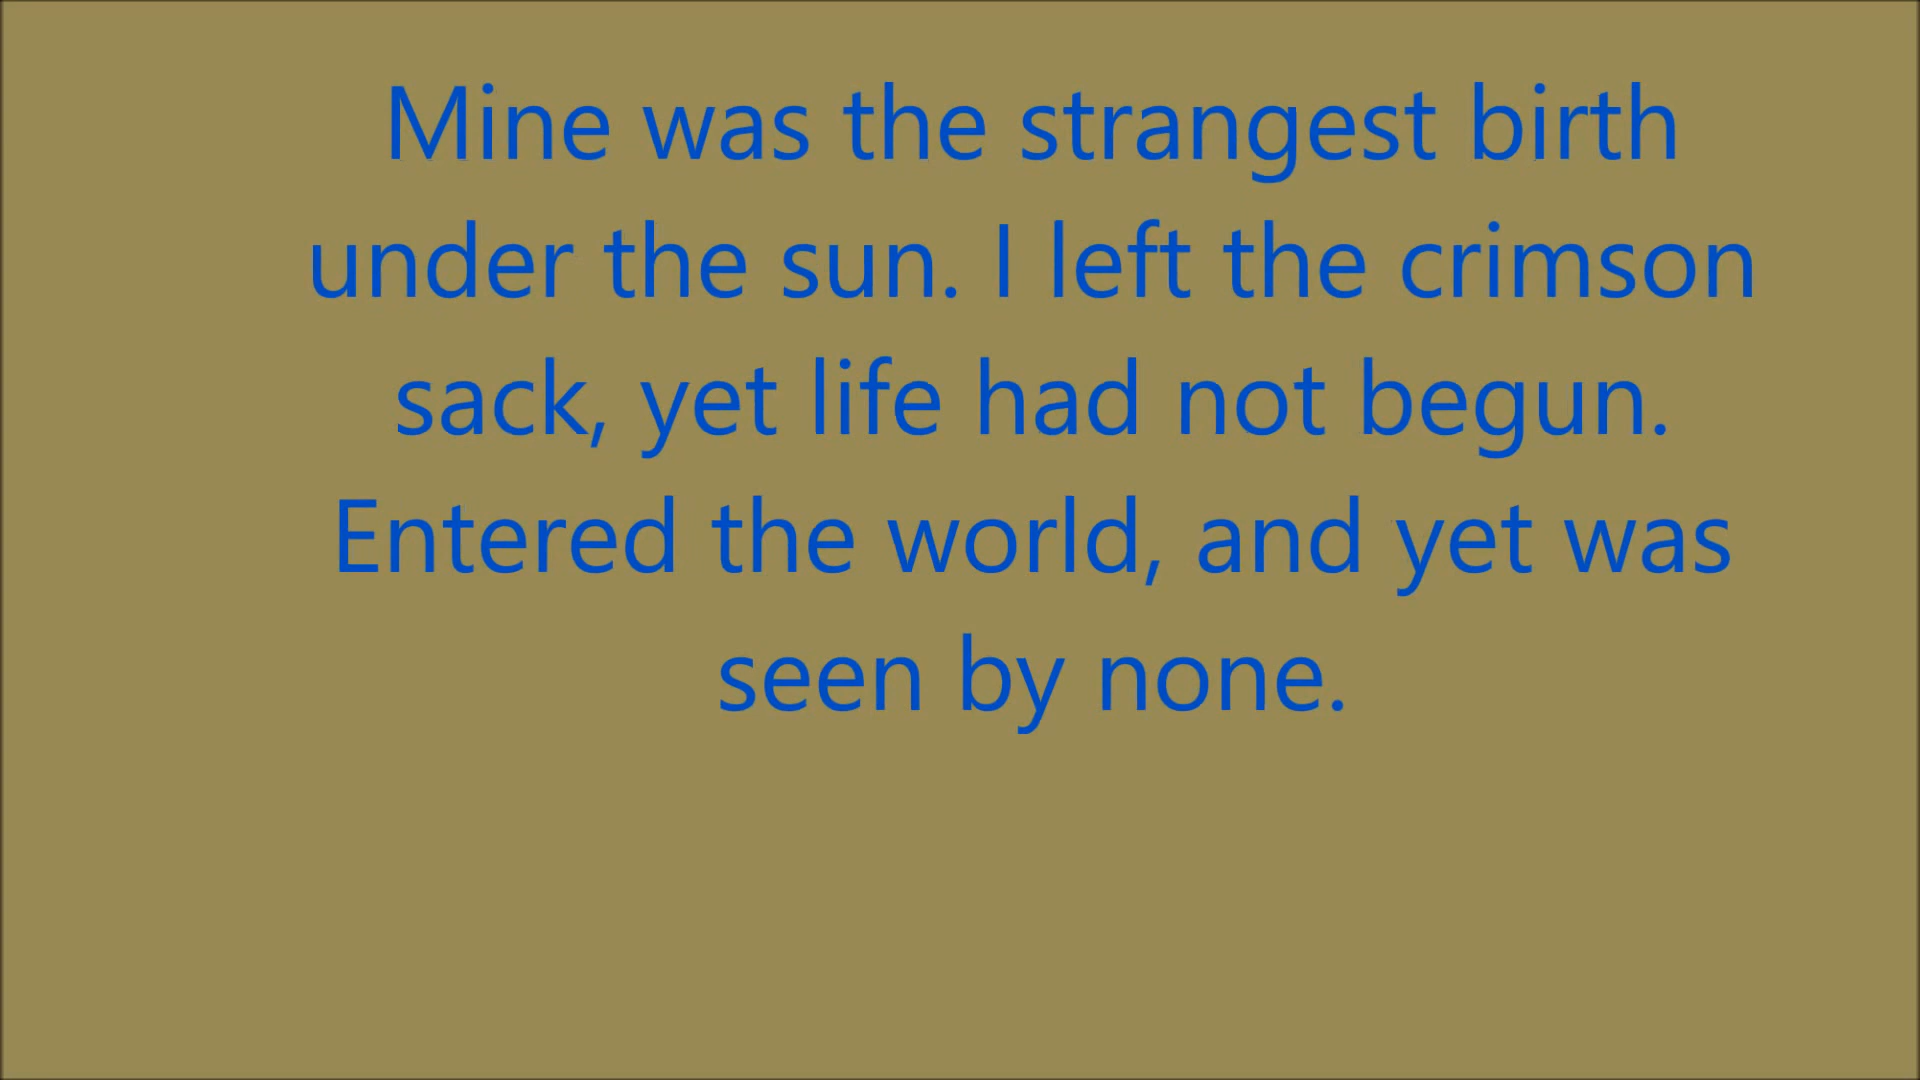 Mine was the strangest birth
under the sun. I left the crimson
sack, yet life had not begun.
Entered the world, and yet was
seen by none.